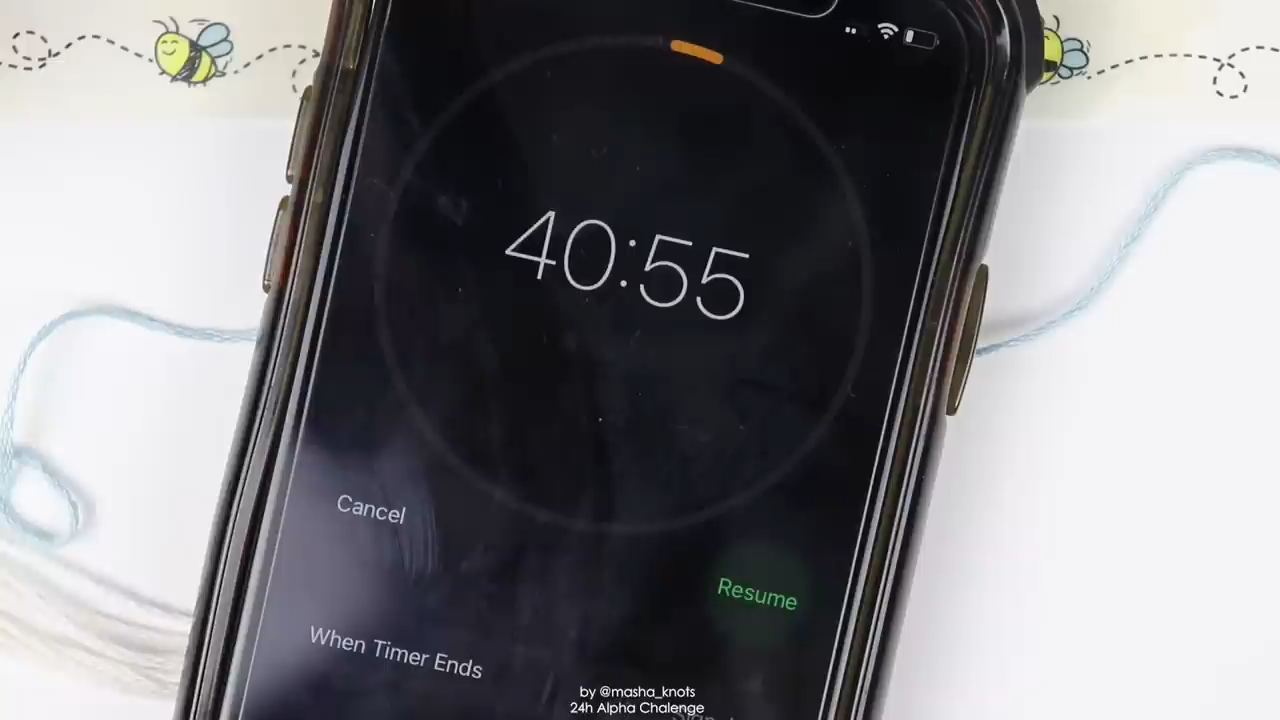 40:55
Cancel
Resume
When Timer Ends
by @masha_knots
24h Alpha Chalenge